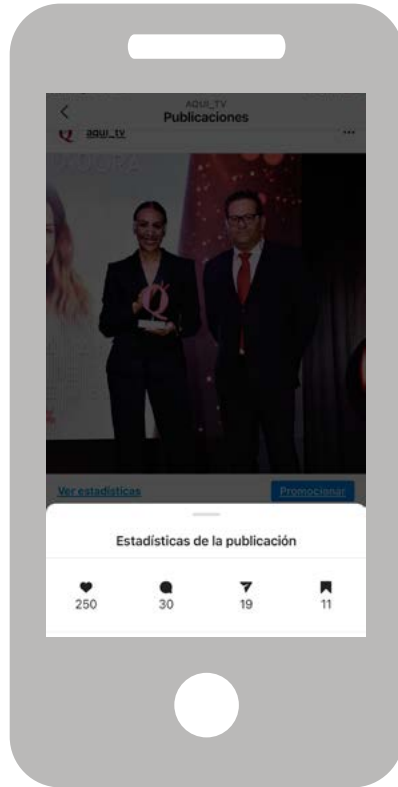 AQUI_TV
Publicaciones
aqui_tv
Ver estadísticas
Promocionar
Estadísticas de la publicación
250
30
19
11